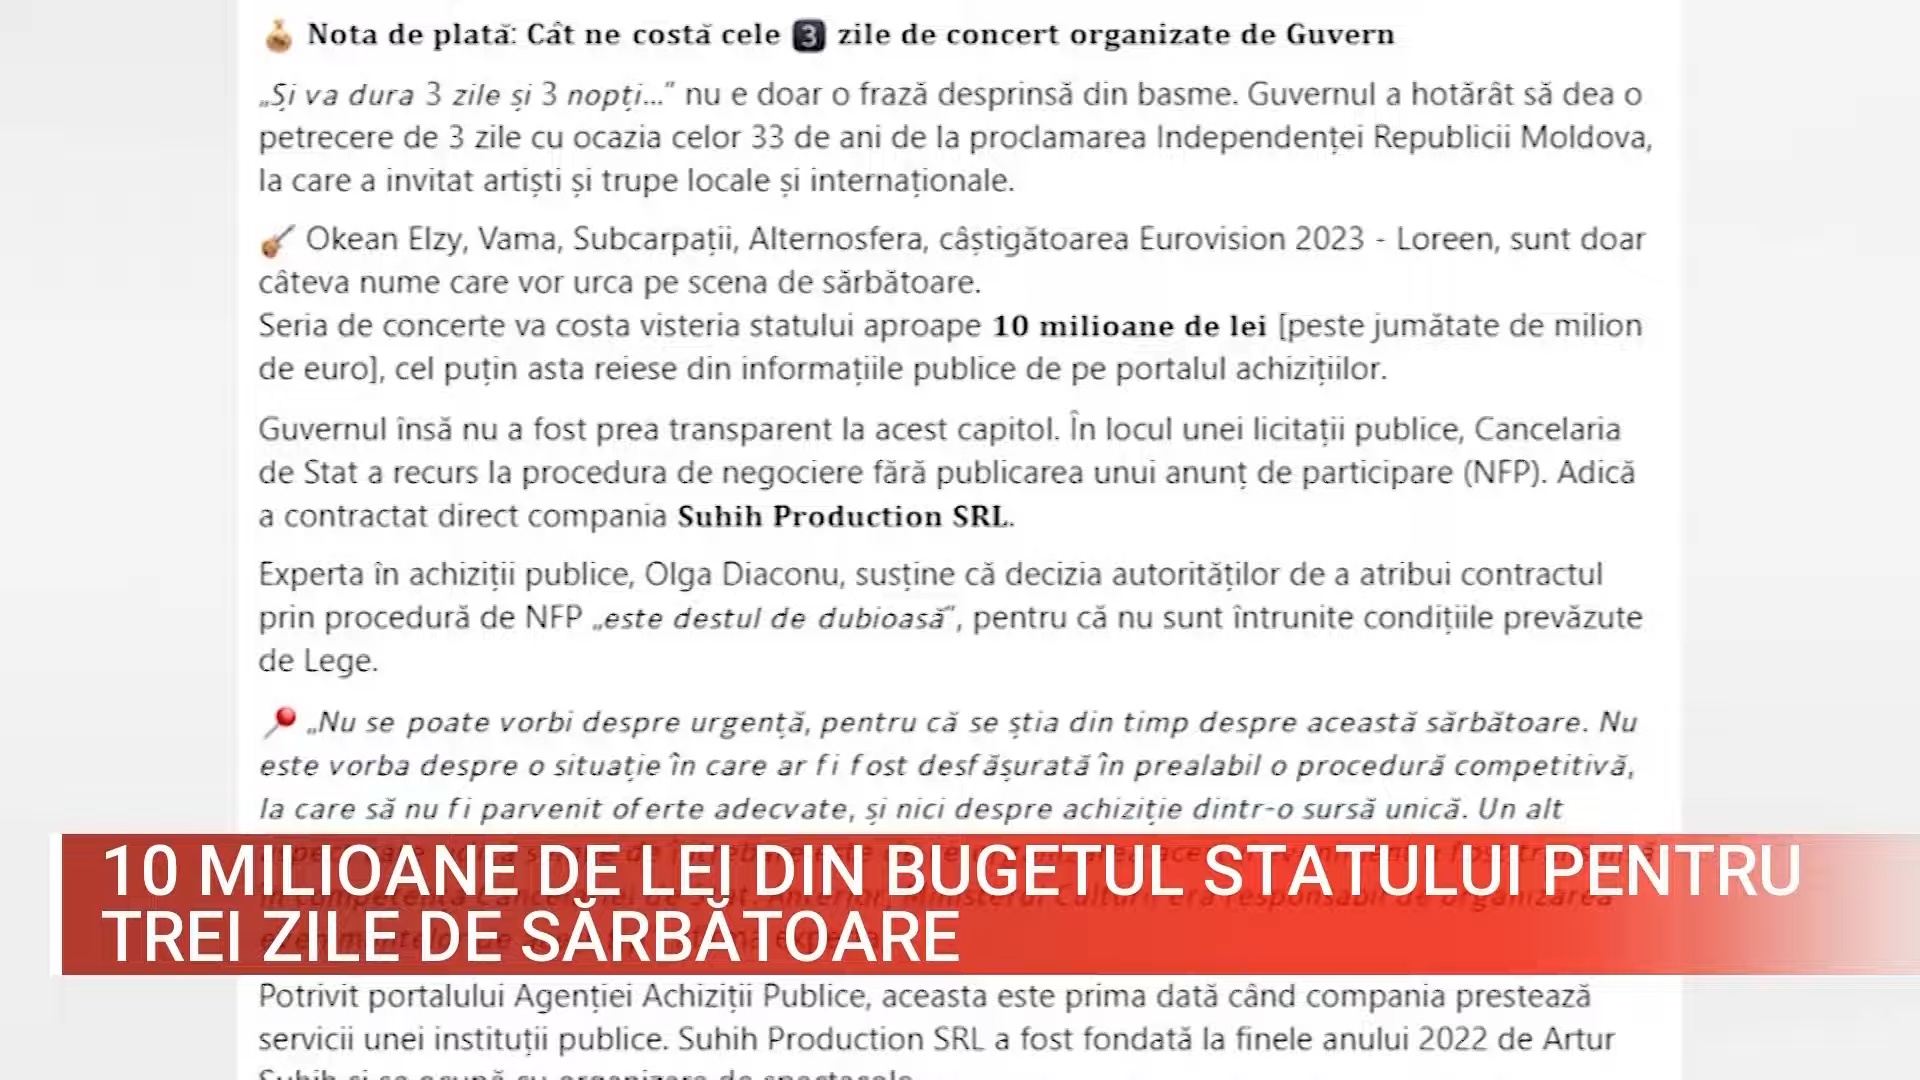 Nota de plată: Cât ne costă cele 3 zile de concert organizate de Guvern
„Și va dura 3 zile și 3 nopți...” nu e doar o frază desprinsă din basme. Guvernul a hotărât să dea o
petrecere de 3 zile cu ocazia celor 33 de ani de la proclamarea Independenței Republicii Moldova,
la care a invitat artiști și trupe locale și internaționale.
Okean Elzy, Vama, Subcarpații, Alternosfera, câștigătoarea Eurovision 2023 - Loreen, sunt doar
câteva nume care vor urca pe scena de sărbătoare.
Seria de concerte va costa visteria statului aproape 10 milioane de lei [peste jumătate de milion
de euro], cel puțin asta reiese din informațiile publice de pe portalul achizițiilor.
Guvernul însă nu a fost prea transparent la acest capitol. În locul unei licitații publice, Cancelaria
de Stat a recurs la procedura de negociere fără publicarea unui anunț de participare (NFP). Adică
a contractat direct compania Suhih Production SRL.
Experta în achiziții publice, Olga Diaconu, susține că decizia autorităților de a atribui contractul
prin procedură de NFP „este destul de dubioasă”, pentru că nu sunt întrunite condițiile prevăzute
de Lege.
„Nu se poate vorbi despre urgență, pentru că se știa din timp despre această sărbătoare. Nu
este vorba despre o situație în care ar fi fost desfășurată în prealabil o procedură competitivă,
la care să nu fi parvenit oferte adecvate, și nici despre achiziție dintr-o sursă unică. Un alt
10 MILIOANE DE LEI DIN BUGETUL STATULUI PENTRU
TREI ZILE DE SĂRBĂTOARE
Potrivit portalului Agenției Achiziții Publice, aceasta este prima dată când compania prestează
servicii unei instituții publice. Suhih Production SRL a fost fondată la finele anului 2022 de Artur
Suhih și se ocupă cu organizare de spectacole.